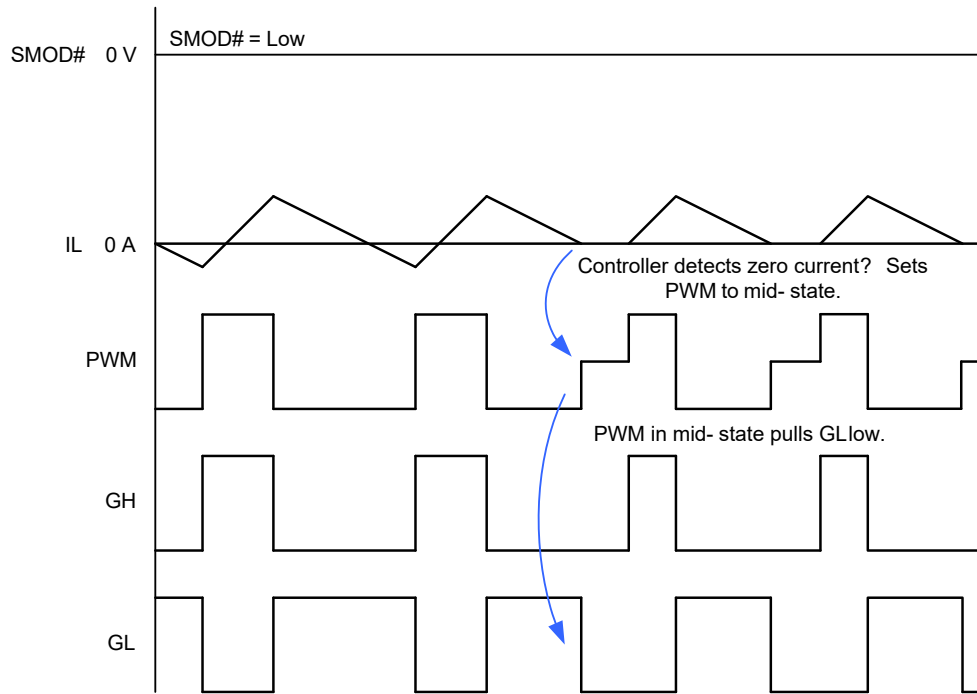 SMOD# = Low
SMOD# 0 V
IL 0 A
Controller detects zero current? Sets
PWM to mid- state.
PWM
PWM in mid- state pulls GLlow.
GH
GL